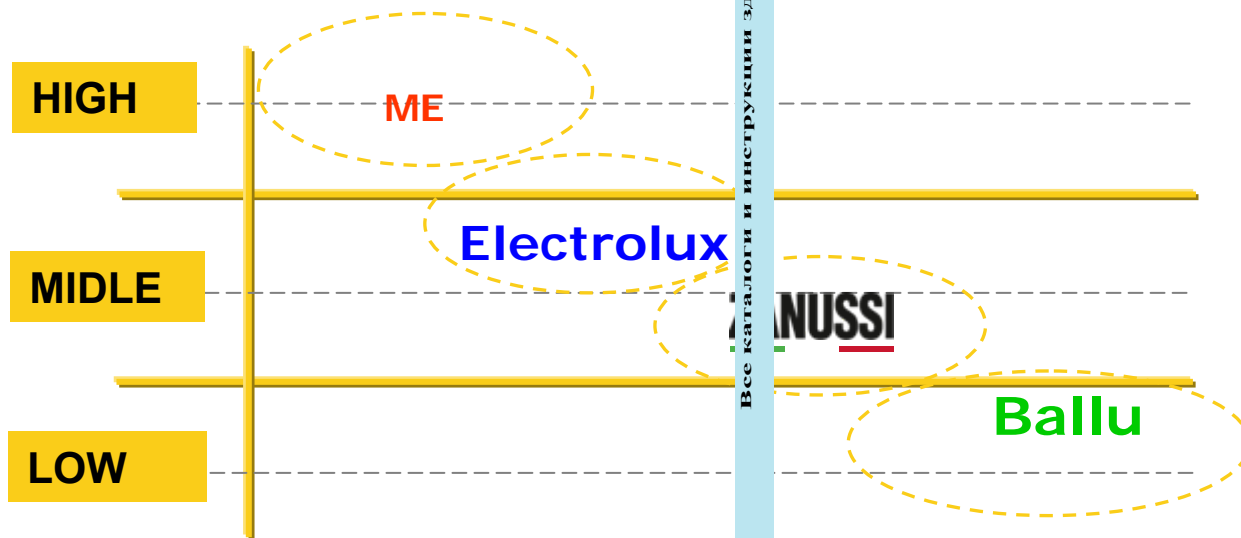 HIGH
ME
Electrolux
MIDLE
ZANUSSI
Ballu
LOW
Все каталоги и инструкции зд